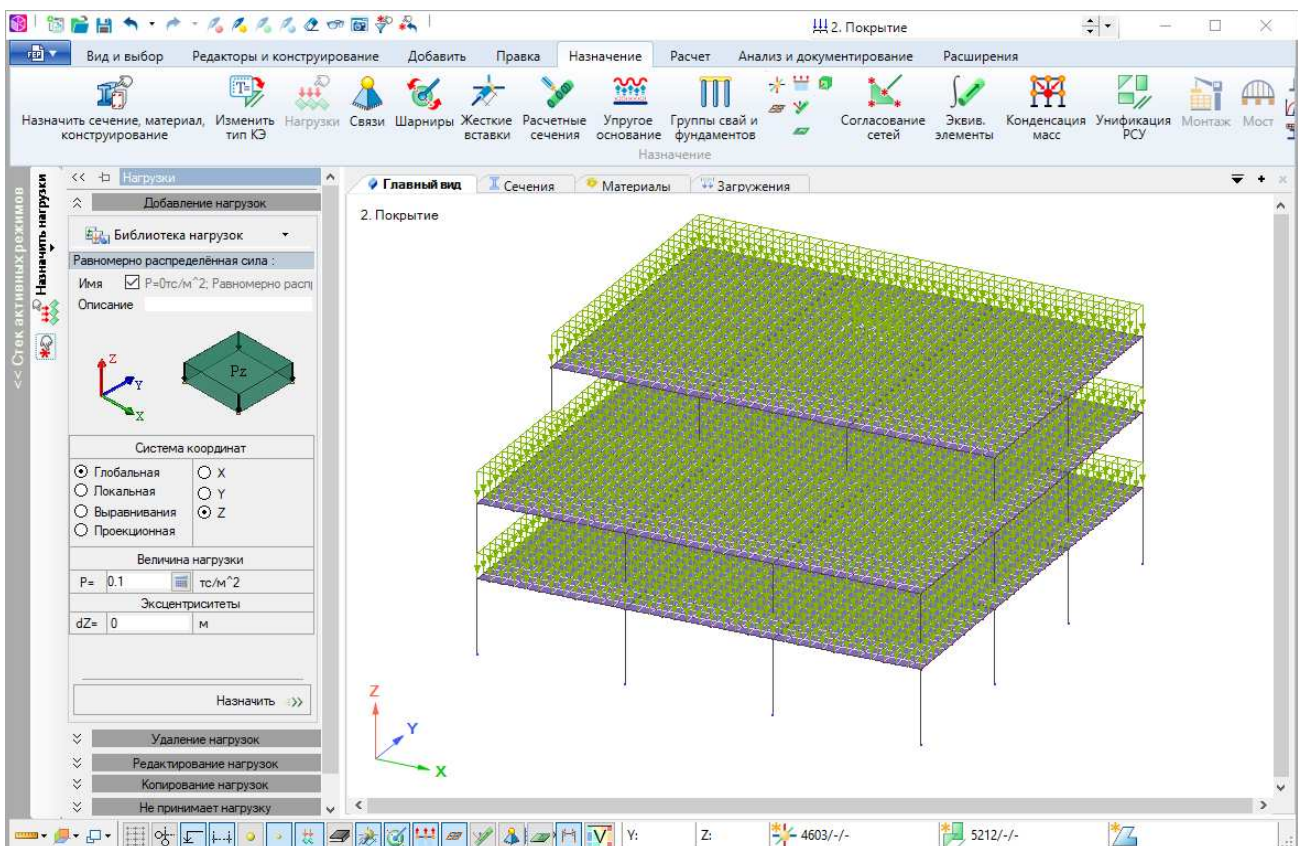 2. Покрытие
FEP
Вид и выбор Редакторы и конструирование Добавить Правка Назначение Расчет Анализ и документирование Расширения
Назначить сечение, материал, конструирование
Изменить тип КЭ
Нагрузки
Связи
Шарниры
Жесткие вставки
Расчетные сечения
Упругое основание
Группы свай и фундаментов
Согласование сетей
Эквив. элементы
Конденсация масс
Унификация РСУ
Монтаж
Мост
Назначение
<< Стек активных режимов
Назначить нагрузки
<< Нагрузки
Добавление нагрузок
Библиотека нагрузок
Равномерно распределённая сила :
Имя P=0тс/м^2; Равномерно расп
Описание
Z
Y
X
Pz
Система координат
Глобальная X
Локальная Y
Выравнивания Z
Проекционная
Величина нагрузки
P= 0.1 тс/м^2
Эксцентриситеты
dZ= 0 м
Назначить
Удаление нагрузок
Редактирование нагрузок
Копирование нагрузок
Не принимает нагрузку
Главный вид Сечения Материалы Загружения
2. Покрытие
Z
Y
X
Y: Z: 4603/-/- 5212/-/-